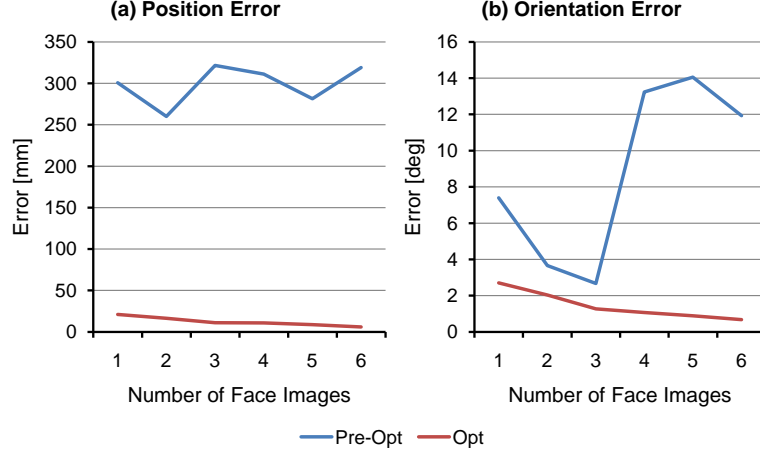 (a) Position Error
350
300
250
200
150
100
50
0
Error [mm]
1 2 3 4 5 6
Number of Face Images
(b) Orientation Error
16
14
12
10
8
6
4
2
0
Error [deg]
1 2 3 4 5 6
Number of Face Images
Pre-Opt Opt